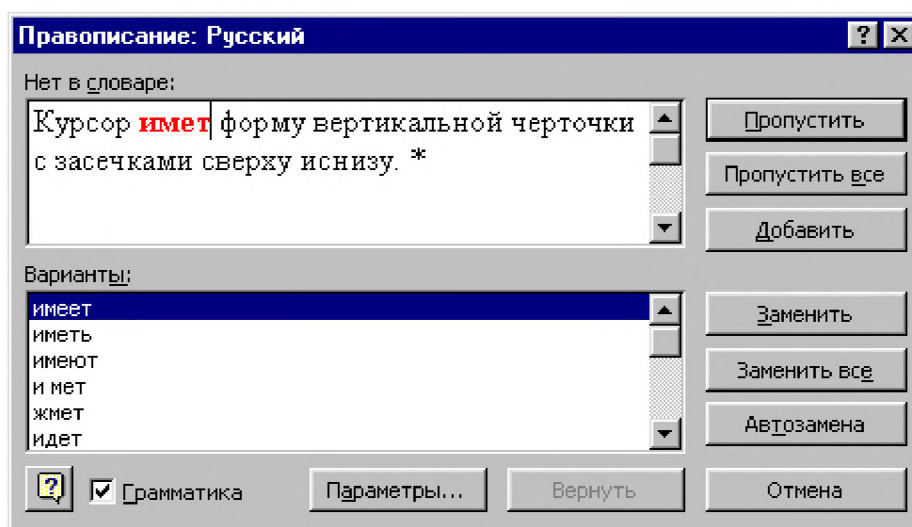 Правописание: Русский
Нет в словаре:
Курсор имет форму вертикальной черточки
с засечками сверху иснизу. *
Пропустить
Пропустить все
Добавить
Варианты:
имеет
иметь
имеют
и мет
жмет
идет
Заменить
Заменить все
Автозамена
Грамматика
Параметры...
Вернуть
Отмена